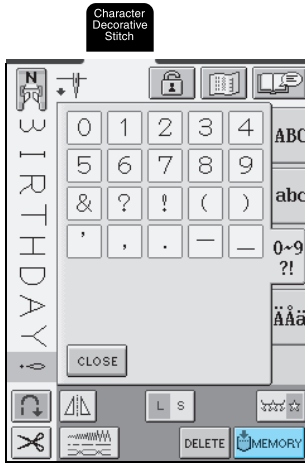 Character
Decorative
Stitch
N
BIRTHDAY
0 1 2 3 4
ABC
5 6 7 8 9
abc
& ? ! ( )
' , . — _
0~9
?!
ÄÅä
CLOSE
L S
DELETE
MEMORY